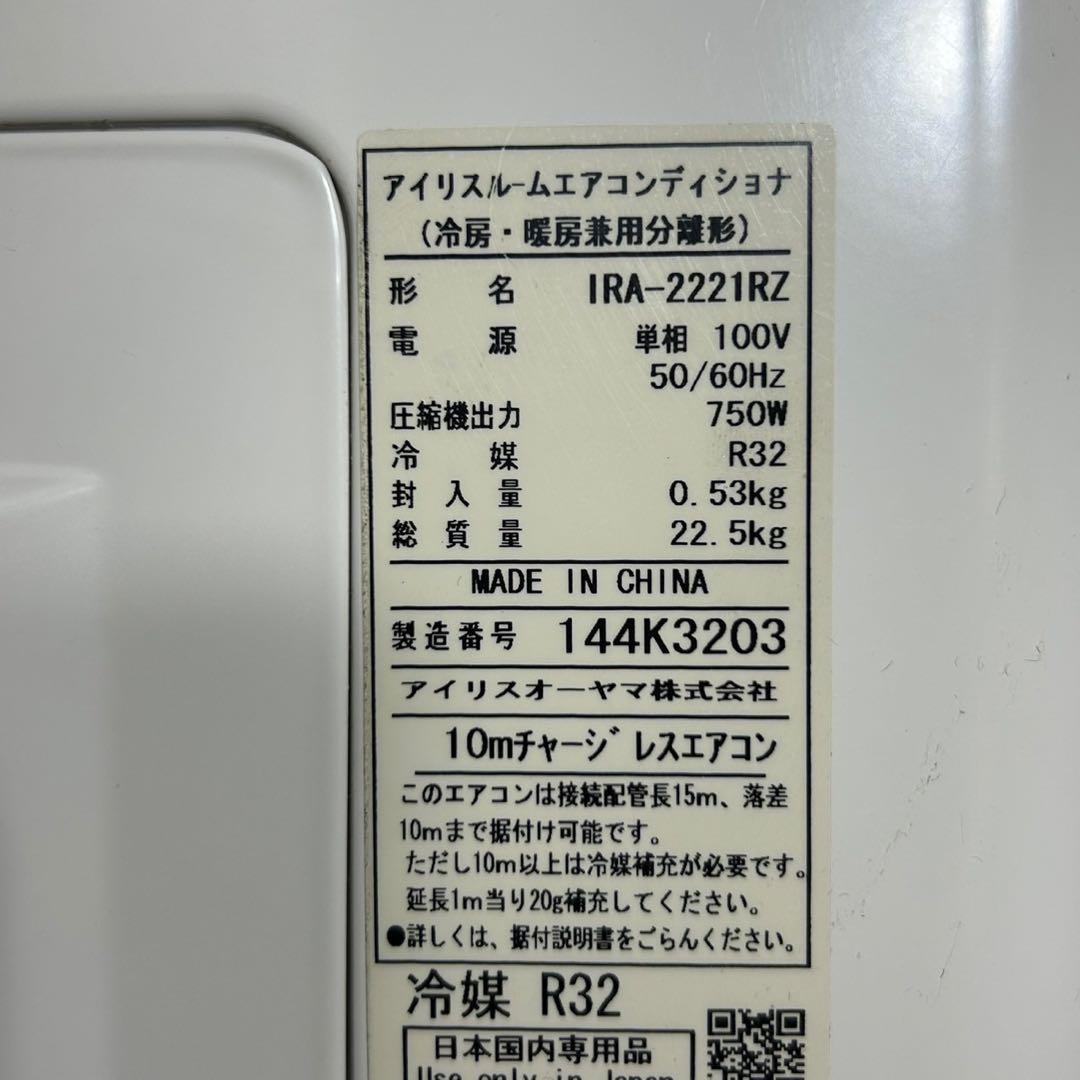 アイリスルームエアコンディショナ
(冷房・暖房兼用分離形)
形 名 IRA-2221RZ
電 源 単相 100V
50/60Hz
圧縮機出力 750W
冷 媒 R32
封 入 量 0.53kg
総 質 量 22.5kg
MADE IN CHINA
製造番号 144K3203
アイリスオーヤマ株式会社
10mチャージレスエアコン
このエアコンは接続配管長15m、落差
10mまで据付け可能です。
ただし10m以上は冷媒補充が必要です。
延長1m当り20g補充してください。
●詳しくは、据付説明書をごらんください。
冷媒 R32
日本国内専用品
Use only in Japan